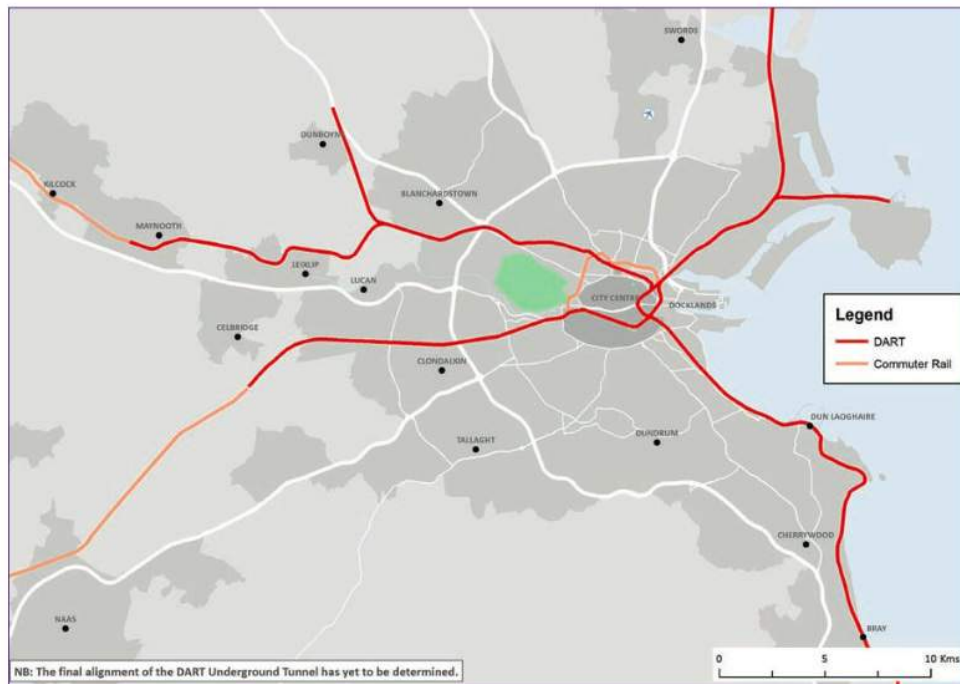 SWORDS
DUNBOYN
KILCOCK
BLANCHARDSTOWN
MAYNOOTH
LEIXLIP
LUCAN
CITY CENTRE
DOCKLANDS
CELBRIDGE
CLONDALKIN
Legend
DART
Commuter Rail
DUN LAOGHAIRE
TALLAGHT
DUNDRUM
CHERRYWOOD
NAAS
BRAY
NB: The final alignment of the DART Underground Tunnel has yet to be determined.
0 5 10 Kms